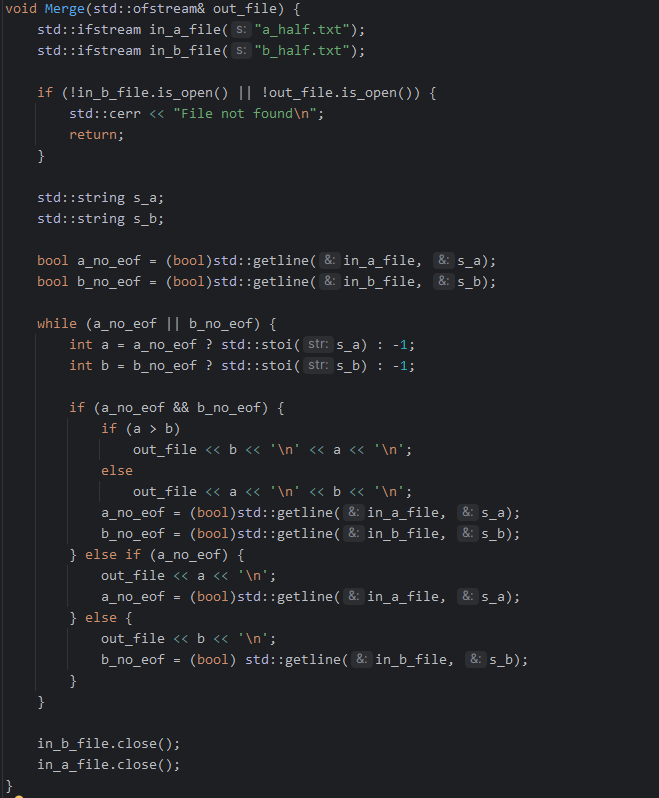 void Merge(std::ofstream& out_file) {
    std::ifstream in_a_file( s: "a_half.txt");
    std::ifstream in_b_file( s: "b_half.txt");

    if (!in_b_file.is_open() || !out_file.is_open()) {
        std::cerr << "File not found\n";
        return;
    }

    std::string s_a;
    std::string s_b;

    bool a_no_eof = (bool)std::getline( &: in_a_file, &: s_a);
    bool b_no_eof = (bool)std::getline( &: in_b_file, &: s_b);

    while (a_no_eof || b_no_eof) {
        int a = a_no_eof ? std::stoi( str: s_a) : -1;
        int b = b_no_eof ? std::stoi( str: s_b) : -1;

        if (a_no_eof && b_no_eof) {
            if (a > b)
                out_file << b << '\n' << a << '\n';
            else
                out_file << a << '\n' << b << '\n';
            a_no_eof = (bool)std::getline( &: in_a_file, &: s_a);
            b_no_eof = (bool)std::getline( &: in_b_file, &: s_b);
        } else if (a_no_eof) {
            out_file << a << '\n';
            a_no_eof = (bool)std::getline( &: in_a_file, &: s_a);
        } else {
            out_file << b << '\n';
            b_no_eof = (bool) std::getline( &: in_b_file, &: s_b);
        }
    }

    in_b_file.close();
    in_a_file.close();
}